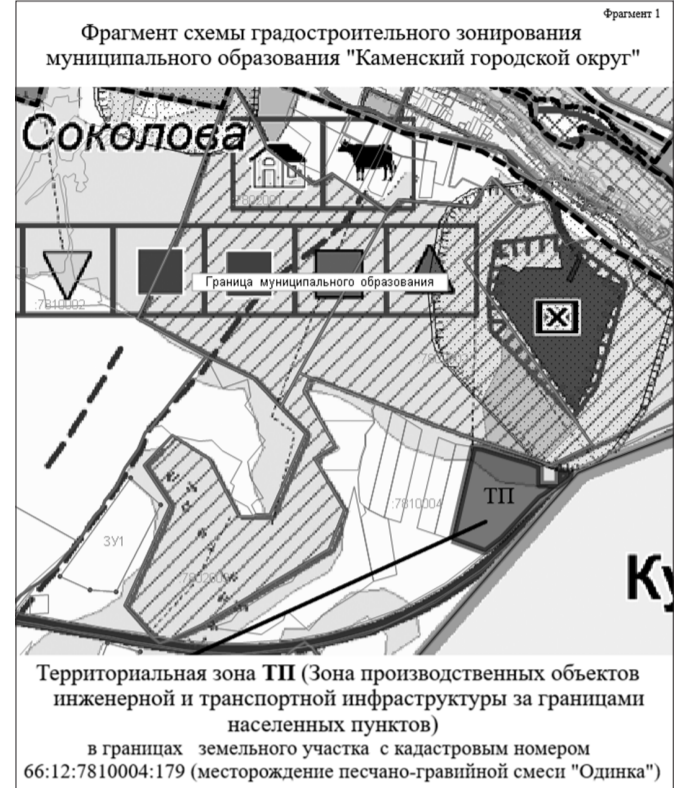 Фрагмент 1
Фрагмент схемы градостроительного зонирования
муниципального образования "Каменский городской округ"
Соколова
Граница муниципального образования
:7810002
:7810004
ТП
ЗУ1
Ку
Территориальная зона ТП (Зона производственных объектов
инженерной и транспортной инфраструктуры за границами
населенных пунктов)
в границах земельного участка с кадастровым номером
66:12:7810004:179 (месторождение песчано-гравийной смеси "Одинка")